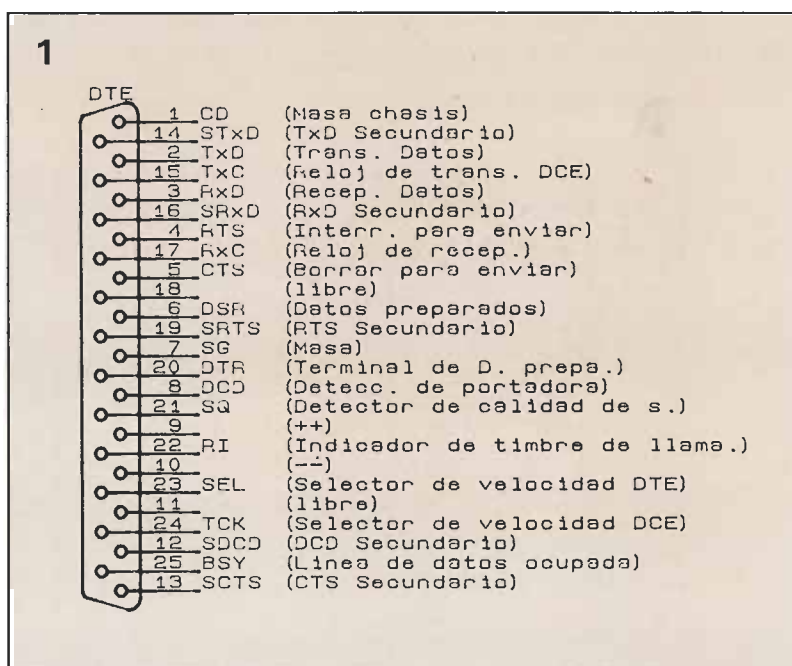 1
DTE
1 CD (Masa chasis)
14 STxD (TxD Secundario)
2 TxD (Trans. Datos)
15 TxC (Reloj de trans. DCE)
3 RxD (Recep. Datos)
16 SRxD (RxD Secundario)
4 RTS (Interr. para enviar)
17 RxC (Reloj de recep.)
5 CTS (Borrar para enviar)
18 (libre)
6 DSR (Datos preparados)
19 SRTS (RTS Secundario)
7 SG (Masa)
20 DTR (Terminal de D. prepa.)
8 DCD (Detecc. de portadora)
21 SQ (Detector de calidad de s.)
9 (++)
22 RI (Indicador de timbre de llama.)
10 (--)
23 SEL (Selector de velocidad DTE)
11 (libre)
24 TCK (Selector de velocidad DCE)
12 SDCD (DCD Secundario)
25 BSY (Linea de datos ocupada)
13 SCTS (CTS Secundario)